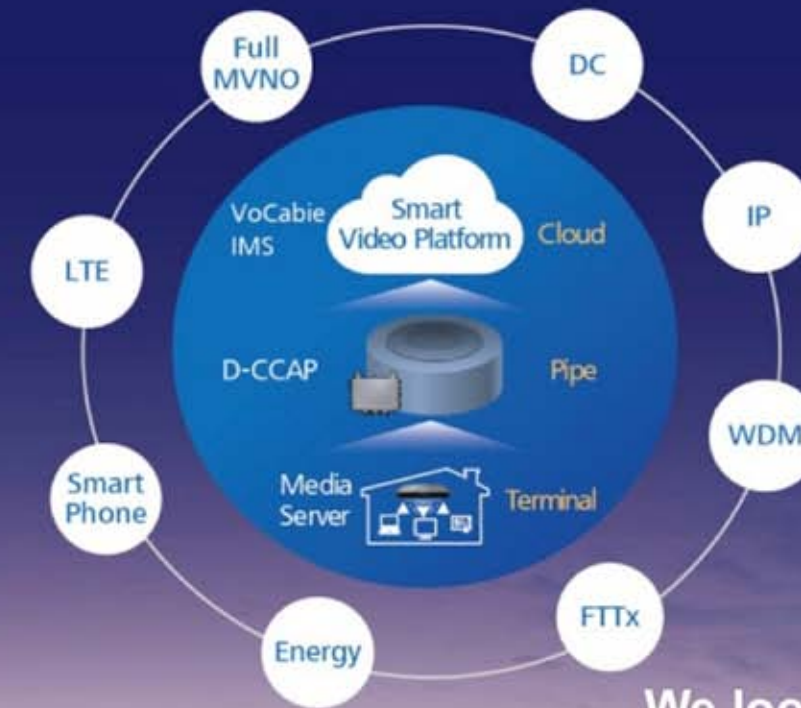 Full
MVNO
DC
VoCabie
IMS
Smart
Video Platform
Cloud
IP
LTE
D-CCAP
Pipe
WDM
Smart
Phone
Media
Server
Terminal
FTTx
Energy
We